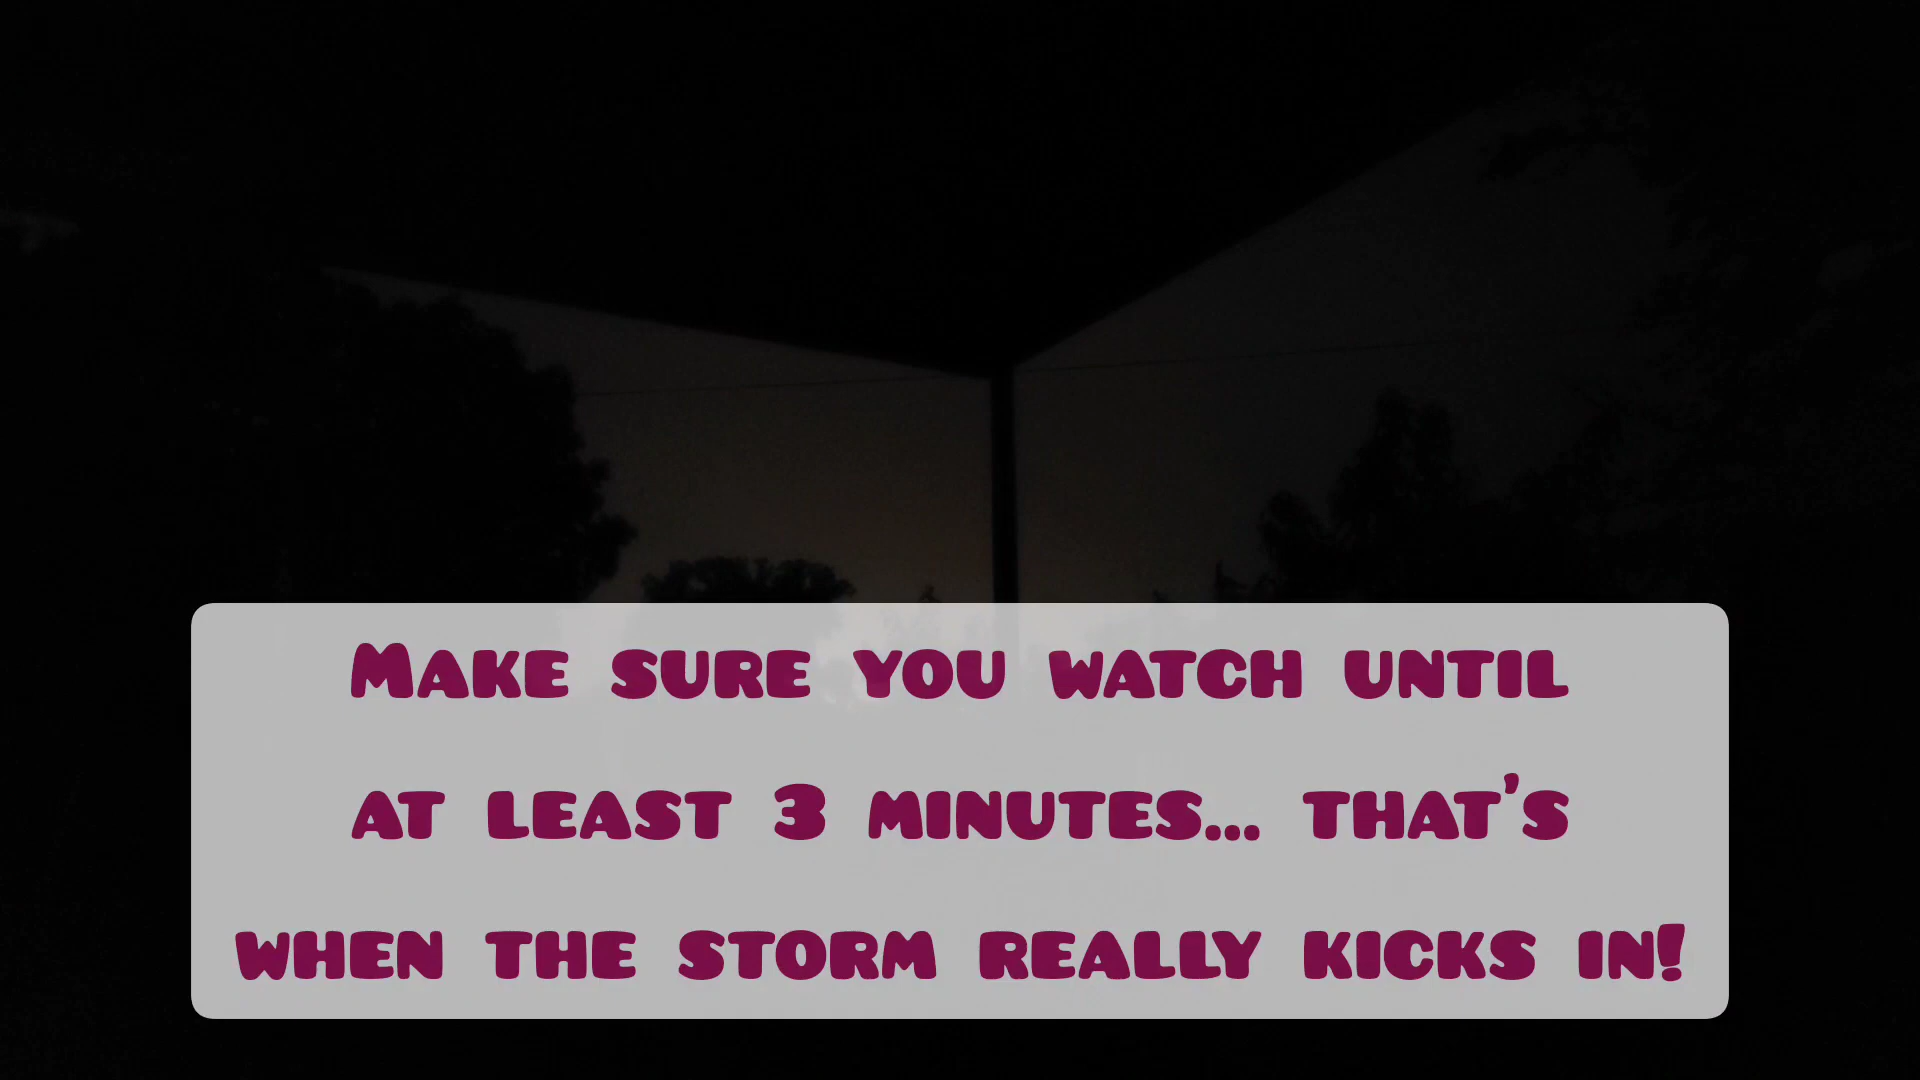 Make sure you watch until
at least 3 minutes... that's
when the storm really kicks in!